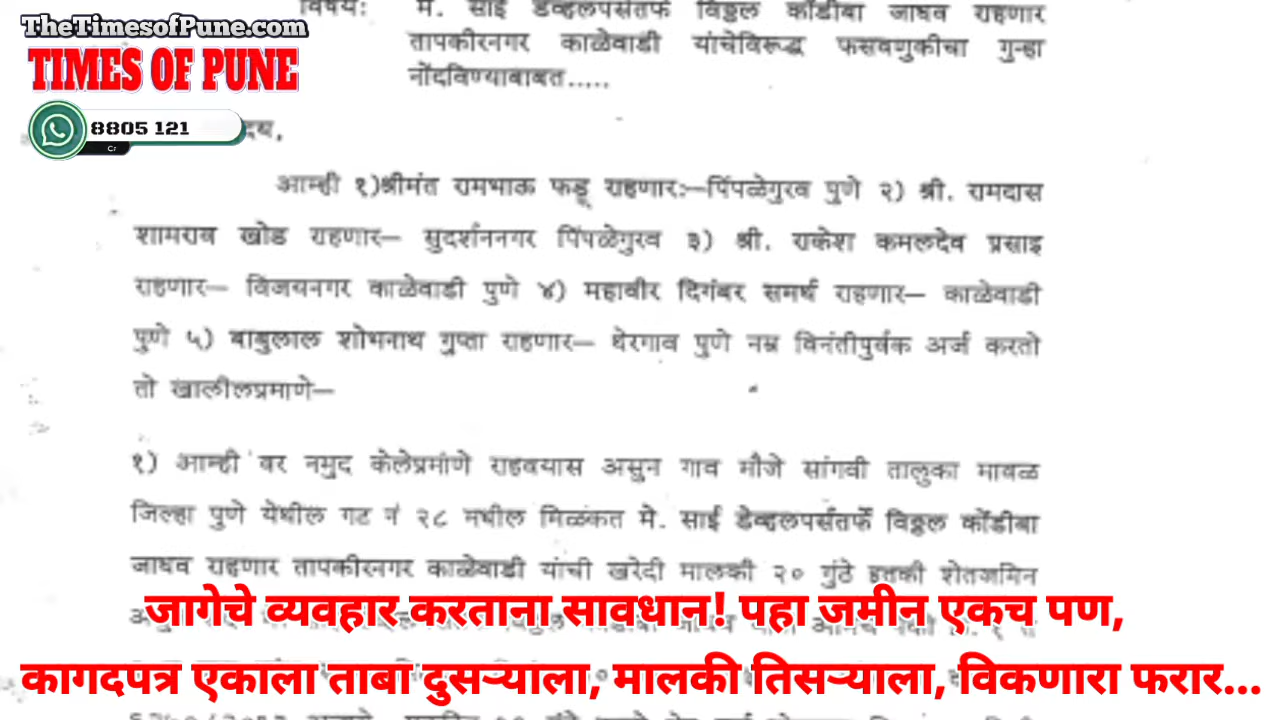 TheTimesofPune.com
TIMES OF PUNE
8805 121
विषय: मे. साई डेव्हलपर्सतर्फे विठ्ठल कोंडीबा जाधव राहणार
तापकीरनगर काळेवाडी यांचेविरूद्ध फसवणुकीचा गुन्हा
नोंदविण्याबाबत.....
आम्ही १)श्रीमंत रामभाऊ फडू राहणार:-पिंपळेगुरव पुणे २) श्री. रामदास
शामराव खोड राहणार— सुदर्शननगर पिंपळेगुरव ३) श्री. राकेश कमलदेव प्रसाद
राहणार— विजयनगर काळेवाडी पुणे ४) महावीर दिगंबर समर्थ राहणार— काळेवाडी
पुणे ५) बाबुलाल शोभनाथ गुप्ता राहणार— थेरगाव पुणे नम्र विनंतीपुर्वक अर्ज करतो
तो खालीलप्रमाणे—
१) आम्ही वर नमुद केलेप्रमांणे राहवयास असुन गाव मौजे सांगवी तालुका मावळ
जिल्हा पुणे येथील गट नं २८ मधील मिळकत मे. साई डेव्हलपर्सतर्फे विठ्ठल कोंडीबा
जाधव राहणार तापकीरनगर काळेवाडी यांची खरेदी मालकी २० गुंठे इतकी शेतजमिन
जागेचे व्यवहार करताना सावधान! पहा जमीन एकच पण,
कागदपत्र एकाला ताबा दुसऱ्याला, मालकी तिसऱ्याला, विकणारा फरार...